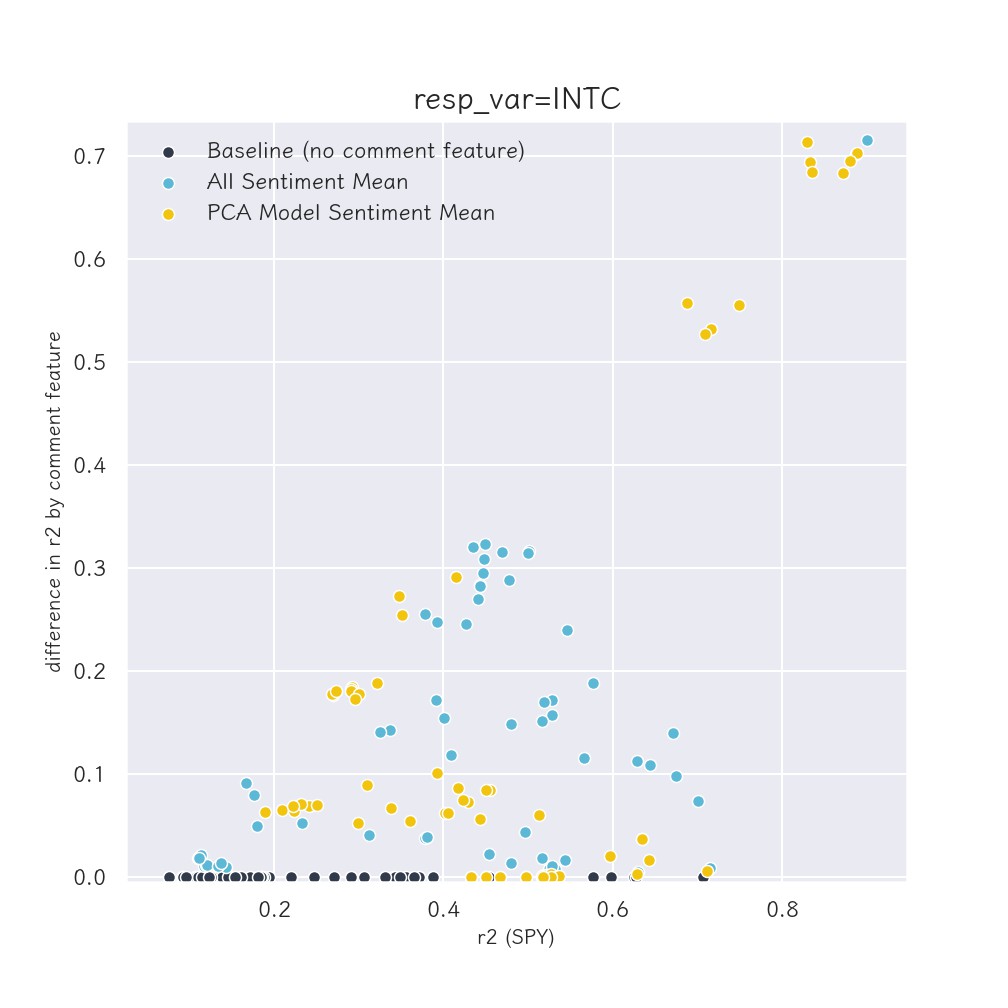 resp_var=INTC
Baseline (no comment feature)
All Sentiment Mean
PCA Model Sentiment Mean
difference in r2 by comment feature
0.7
0.6
0.5
0.4
0.3
0.2
0.1
0.0
0.2
0.4
0.6
0.8
r2 (SPY)